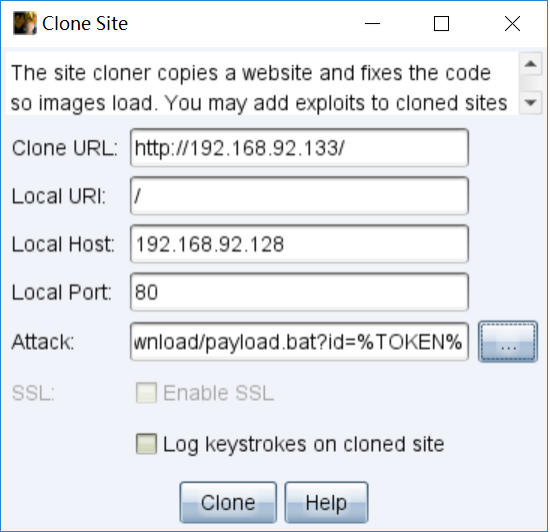 Clone Site
The site cloner copies a website and fixes the code
so images load. You may add exploits to cloned sites
Clone URL: http://192.168.92.133/
Local URI: /
Local Host: 192.168.92.128
Local Port: 80
Attack: wnload/payload.bat?id=%TOKEN% ...
SSL: Enable SSL
Log keystrokes on cloned site
Clone Help